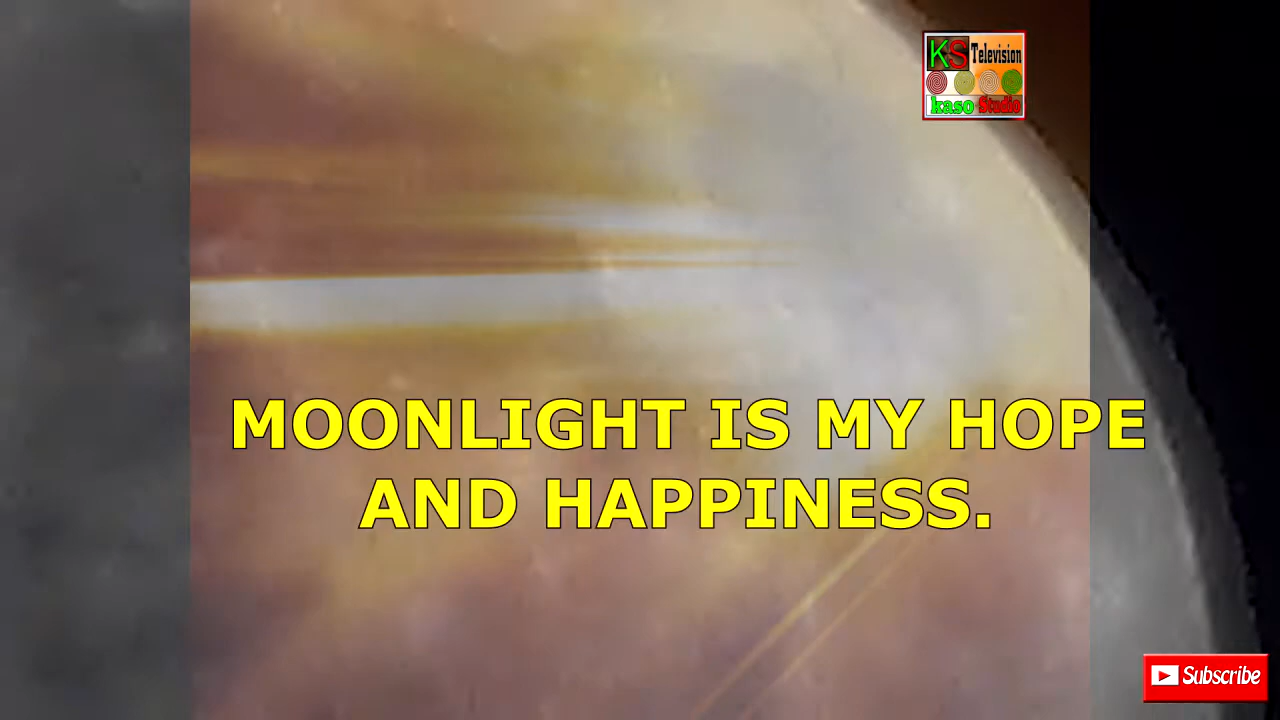 KS Television
kaso Studio
MOONLIGHT IS MY HOPE
AND HAPPINESS.
Subscribe